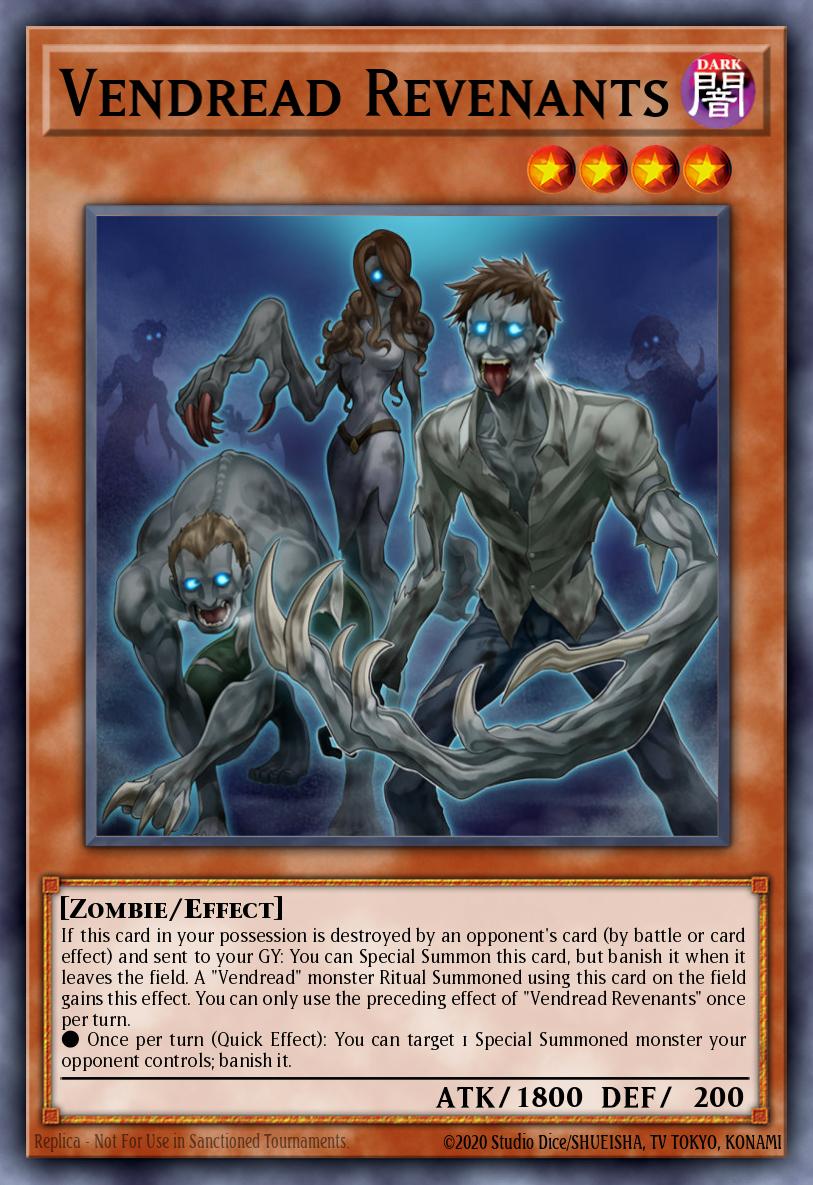 Vendread Revenants
DARK
闇
[Zombie/Effect]
If this card in your possession is destroyed by an opponent's card (by battle or card
effect) and sent to your GY: You can Special Summon this card, but banish it when it
leaves the field. A "Vendread" monster Ritual Summoned using this card on the field
gains this effect. You can only use the preceding effect of "Vendread Revenants" once
per turn.
● Once per turn (Quick Effect): You can target 1 Special Summoned monster your
opponent controls; banish it.
ATK/1800 DEF/ 200
Replica - Not For Use in Sanctioned Tournaments.
©2020 Studio Dice/SHUEISHA, TV TOKYO, KONAMI